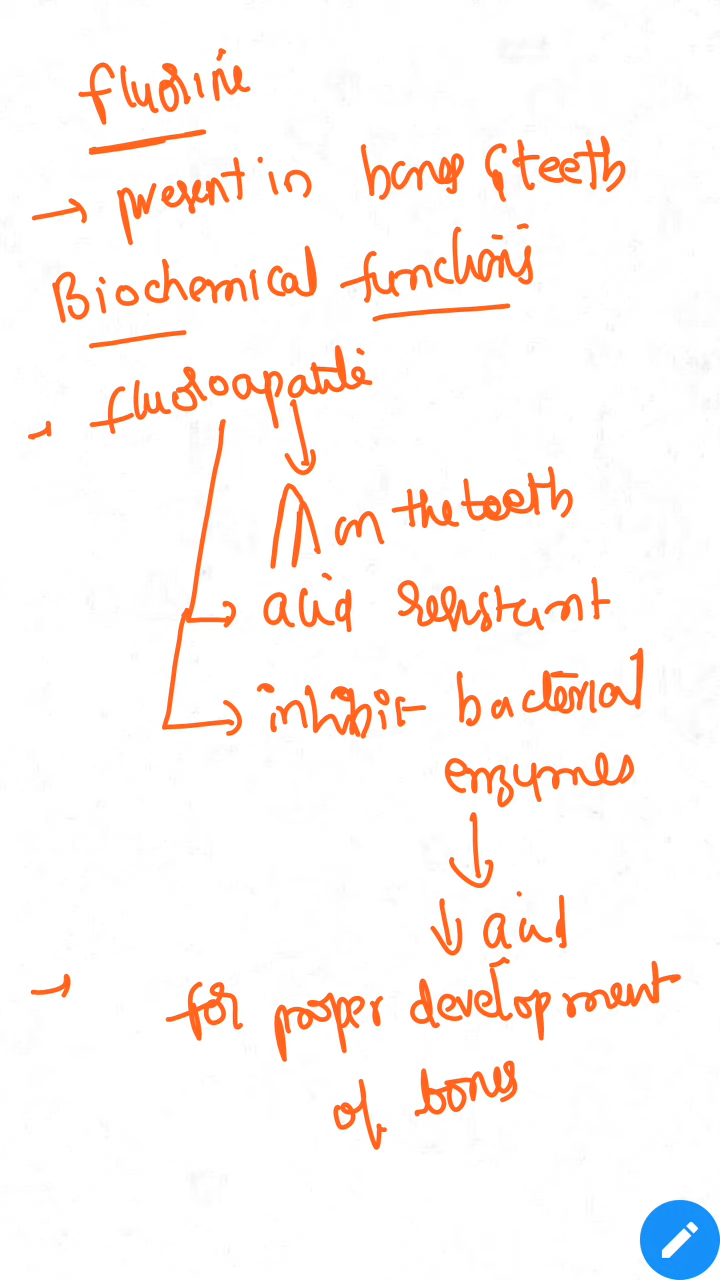 fluorine
→ present in bones & teeth
Biochemical functions
→ fluoroapatite
↓
on the teeth
→ acid resistant
→ inhibit bacterial
enzymes
↓
↓ acid
→ for proper development
of bones